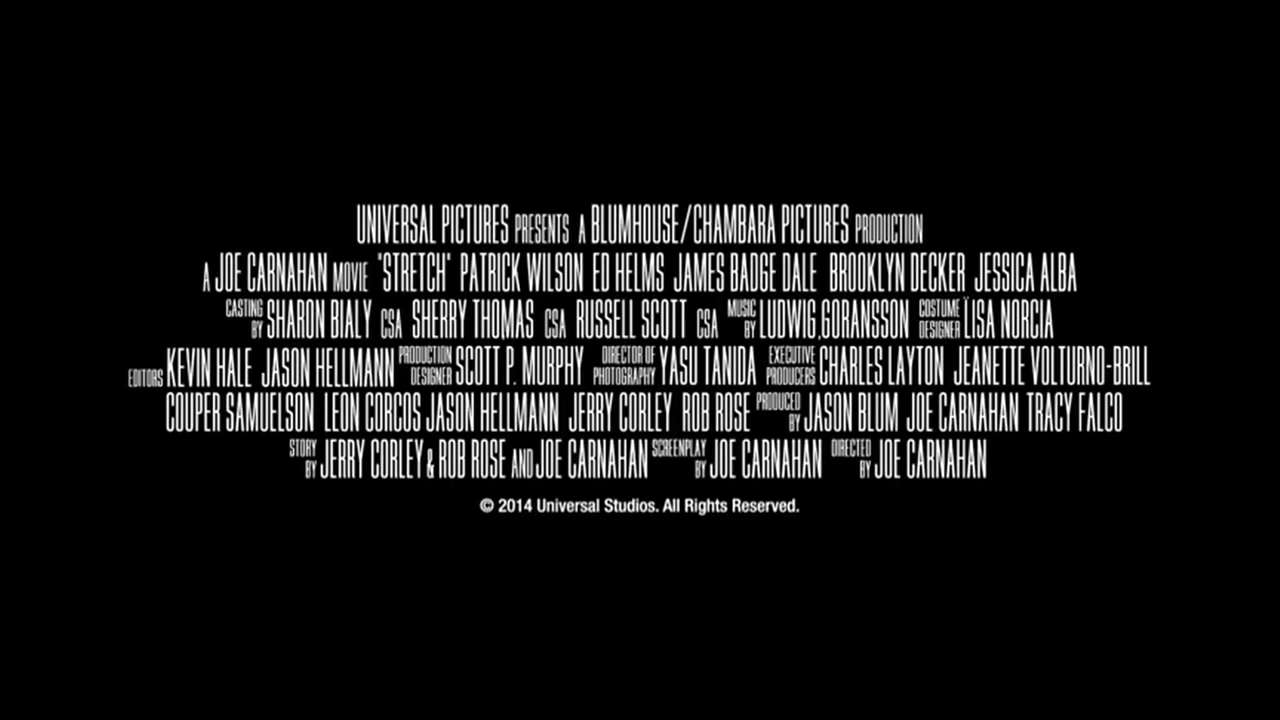 UNIVERSAL PICTURES PRESENTS A BLUMHOUSE/CHAMBARA PICTURES PRODUCTION
A JOE CARNAHAN MOVIE "STRETCH" PATRICK WILSON ED HELMS JAMES BADGE DALE BROOKLYN DECKER JESSICA ALBA
CASTING BY SHARON BIALY CSA SHERRY THOMAS CSA RUSSELL SCOTT CSA MUSIC BY LUDWIG GORANSSON COSTUME DESIGNER LISA NORCIA
EDITORS KEVIN HALE JASON HELLMANN PRODUCTION DESIGNER SCOTT P. MURPHY DIRECTOR OF PHOTOGRAPHY YASU TANIDA EXECUTIVE PRODUCERS CHARLES LAYTON JEANETTE VOLTURNO-BRILL
COUPER SAMUELSON LEON CORCOS JASON HELLMANN JERRY CORLEY ROB ROSE PRODUCED BY JASON BLUM JOE CARNAHAN TRACY FALCO
STORY BY JERRY CORLEY & ROB ROSE AND JOE CARNAHAN SCREENPLAY BY JOE CARNAHAN DIRECTED BY JOE CARNAHAN
© 2014 Universal Studios. All Rights Reserved.